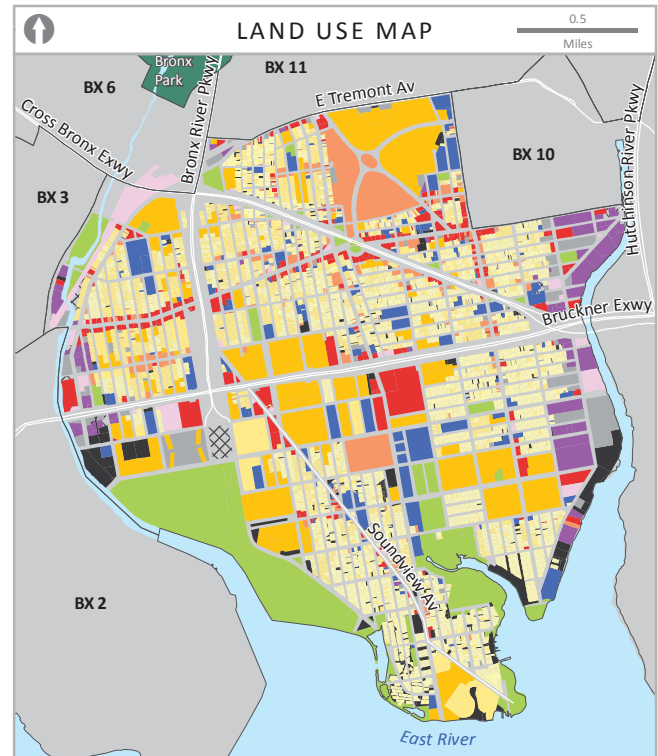 LAND USE MAP
0.5
Miles
Bronx
Park
BX 11
BX 6
E Tremont Av
Cross Bronx Exwy
Bronx River Pkwy
Hutchinson River Pkwy
BX 10
BX 3
Bruckner Exwy
Soundview Av
BX 2
East River